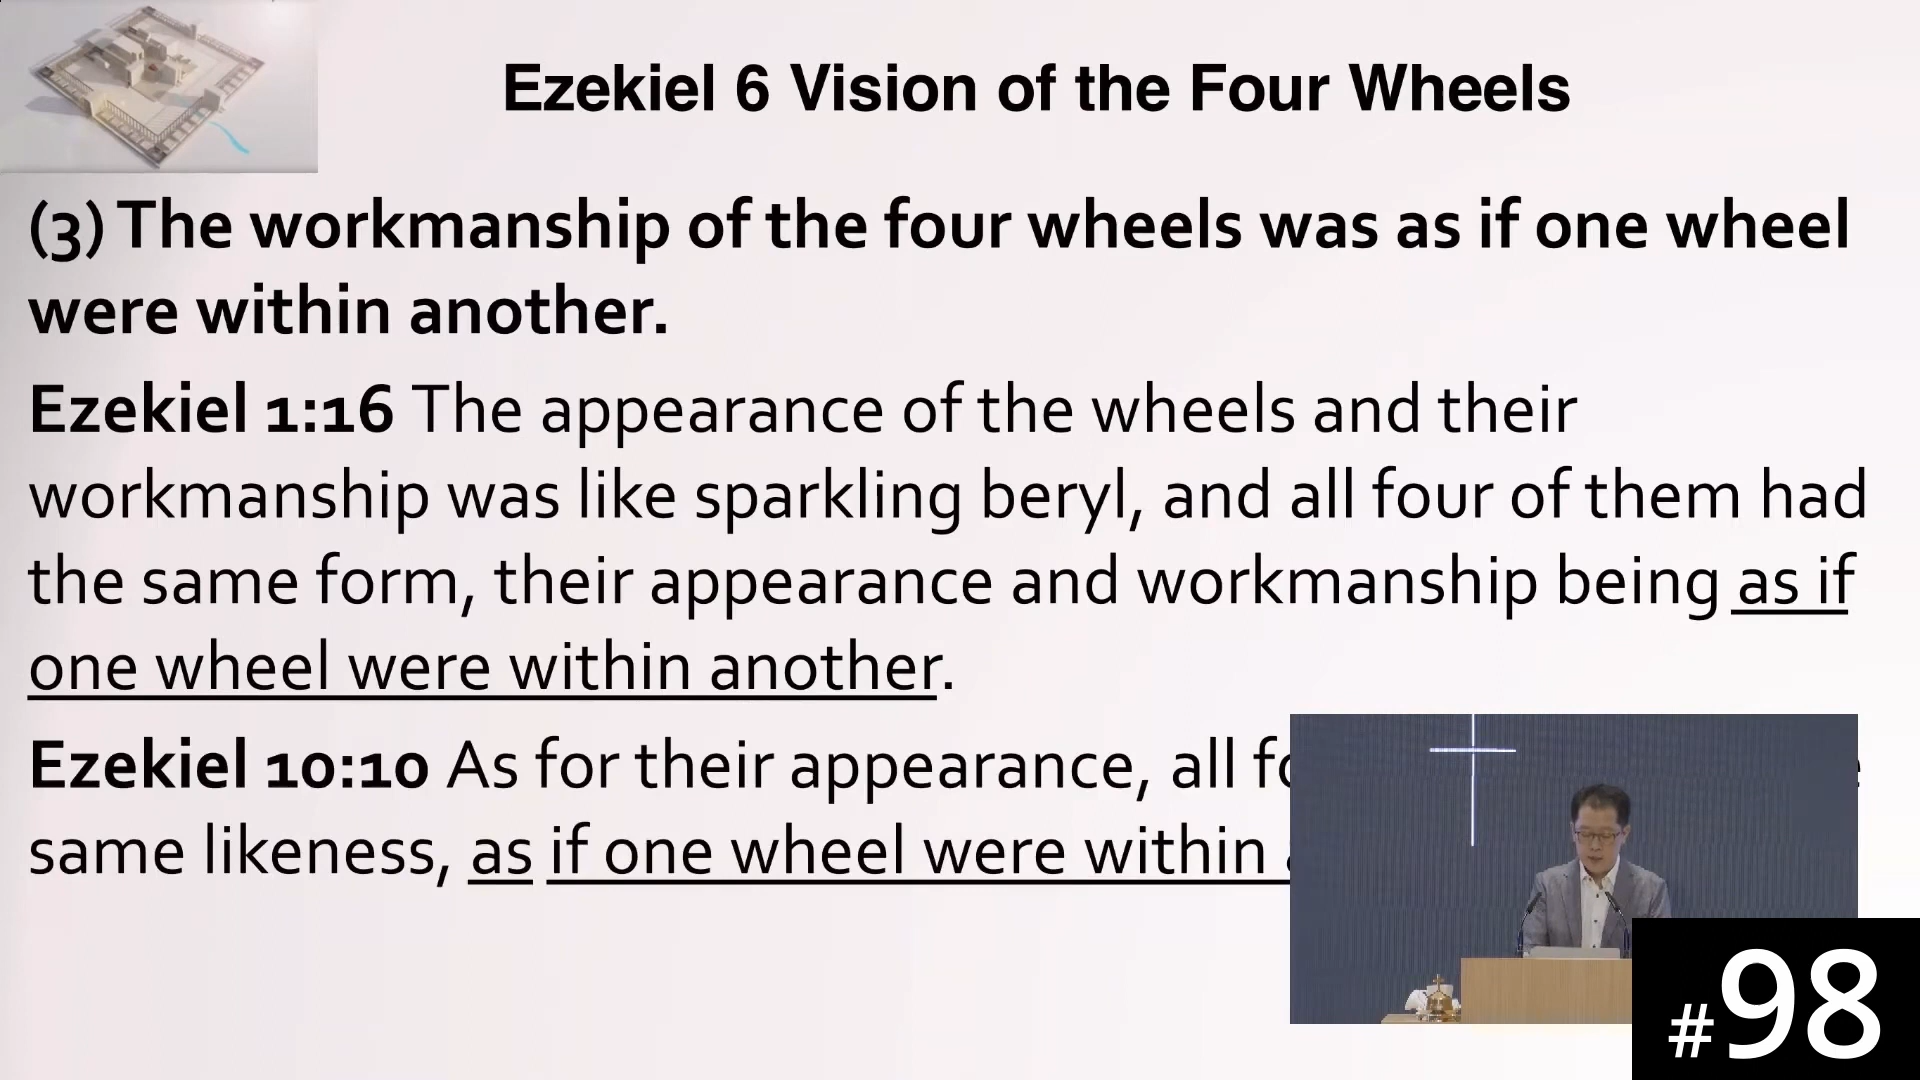 Ezekiel 6 Vision of the Four Wheels
(3) The workmanship of the four wheels was as if one wheel
were within another.
Ezekiel 1:16 The appearance of the wheels and their
workmanship was like sparkling beryl, and all four of them had
the same form, their appearance and workmanship being as if
one wheel were within another.
Ezekiel 10:10 As for their appearance, all
same likeness, as if one wheel were within
#98